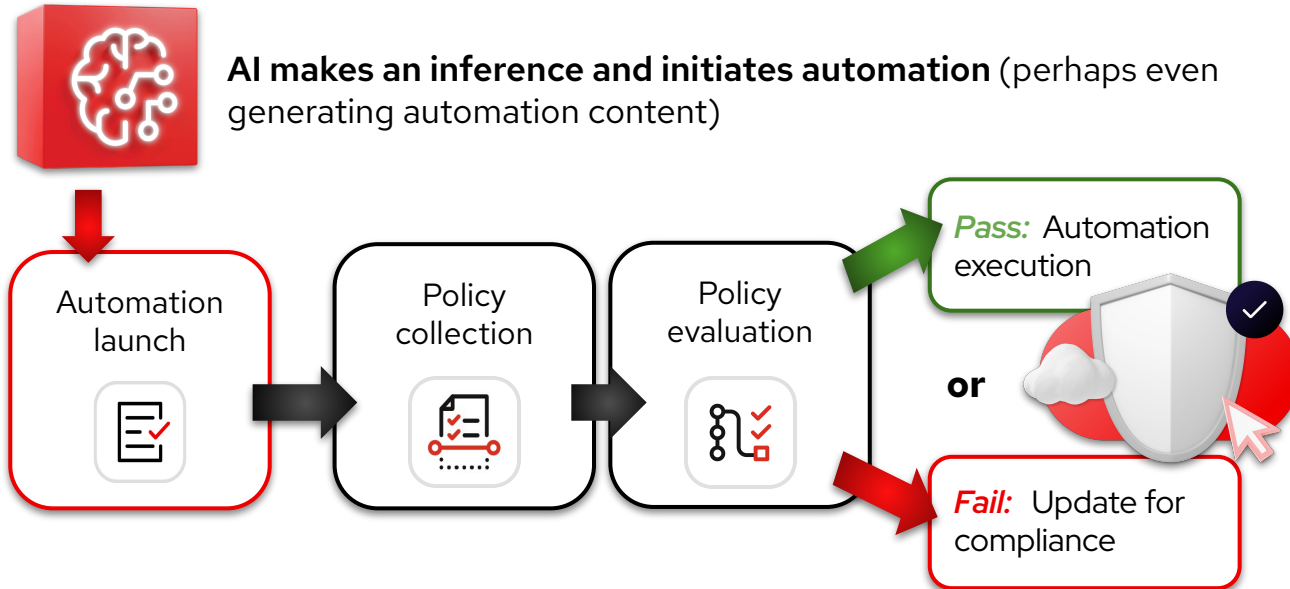 AI makes an inference and initiates automation (perhaps even
generating automation content)
Automation
launch
Policy
collection
Policy
evaluation
Pass: Automation
execution
or
Fail: Update for
compliance